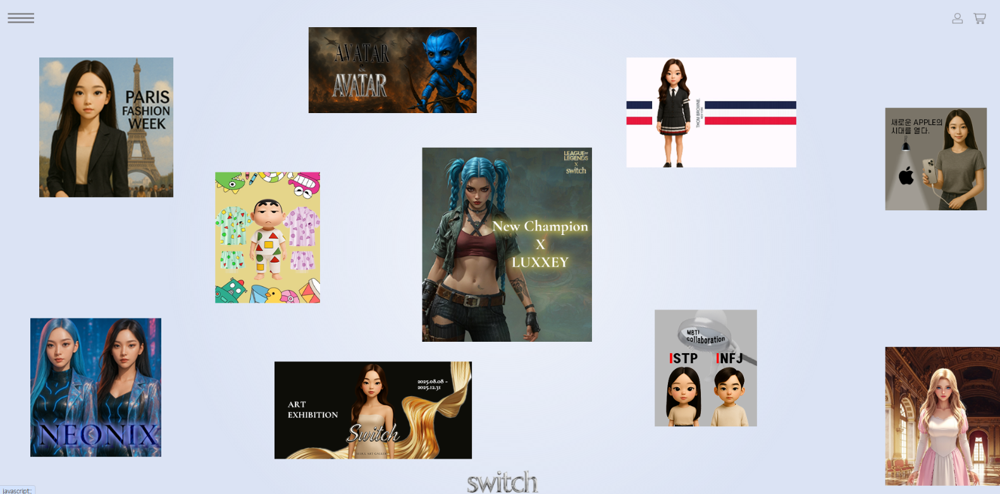 AVATAR
&
AVATAR
PARIS
FASHION
WEEK
THOM BROWNE.
NEW YORK
새로운 APPLE의
시대를 열다.
LEAGUE OF
LEGENDS
X
switch
New Champion
X
LUXXEY
MBTI
collaboration
ISTP INFJ
NEONIX
2025.08.08 -
2025.12.31
ART
EXHIBITION
Switch
SEOUL ART GALLERY
switch
javascript:;